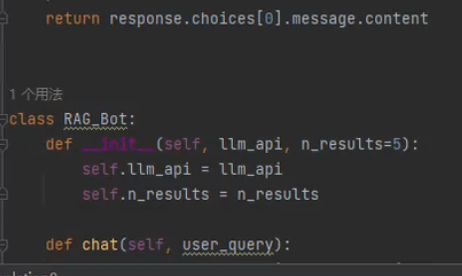 return response.choices[0].message.content
1 个用法
class RAG_Bot:
def __init__(self, llm_api, n_results=5):
self.llm_api = llm_api
self.n_results = n_results
def chat(self, user_query):